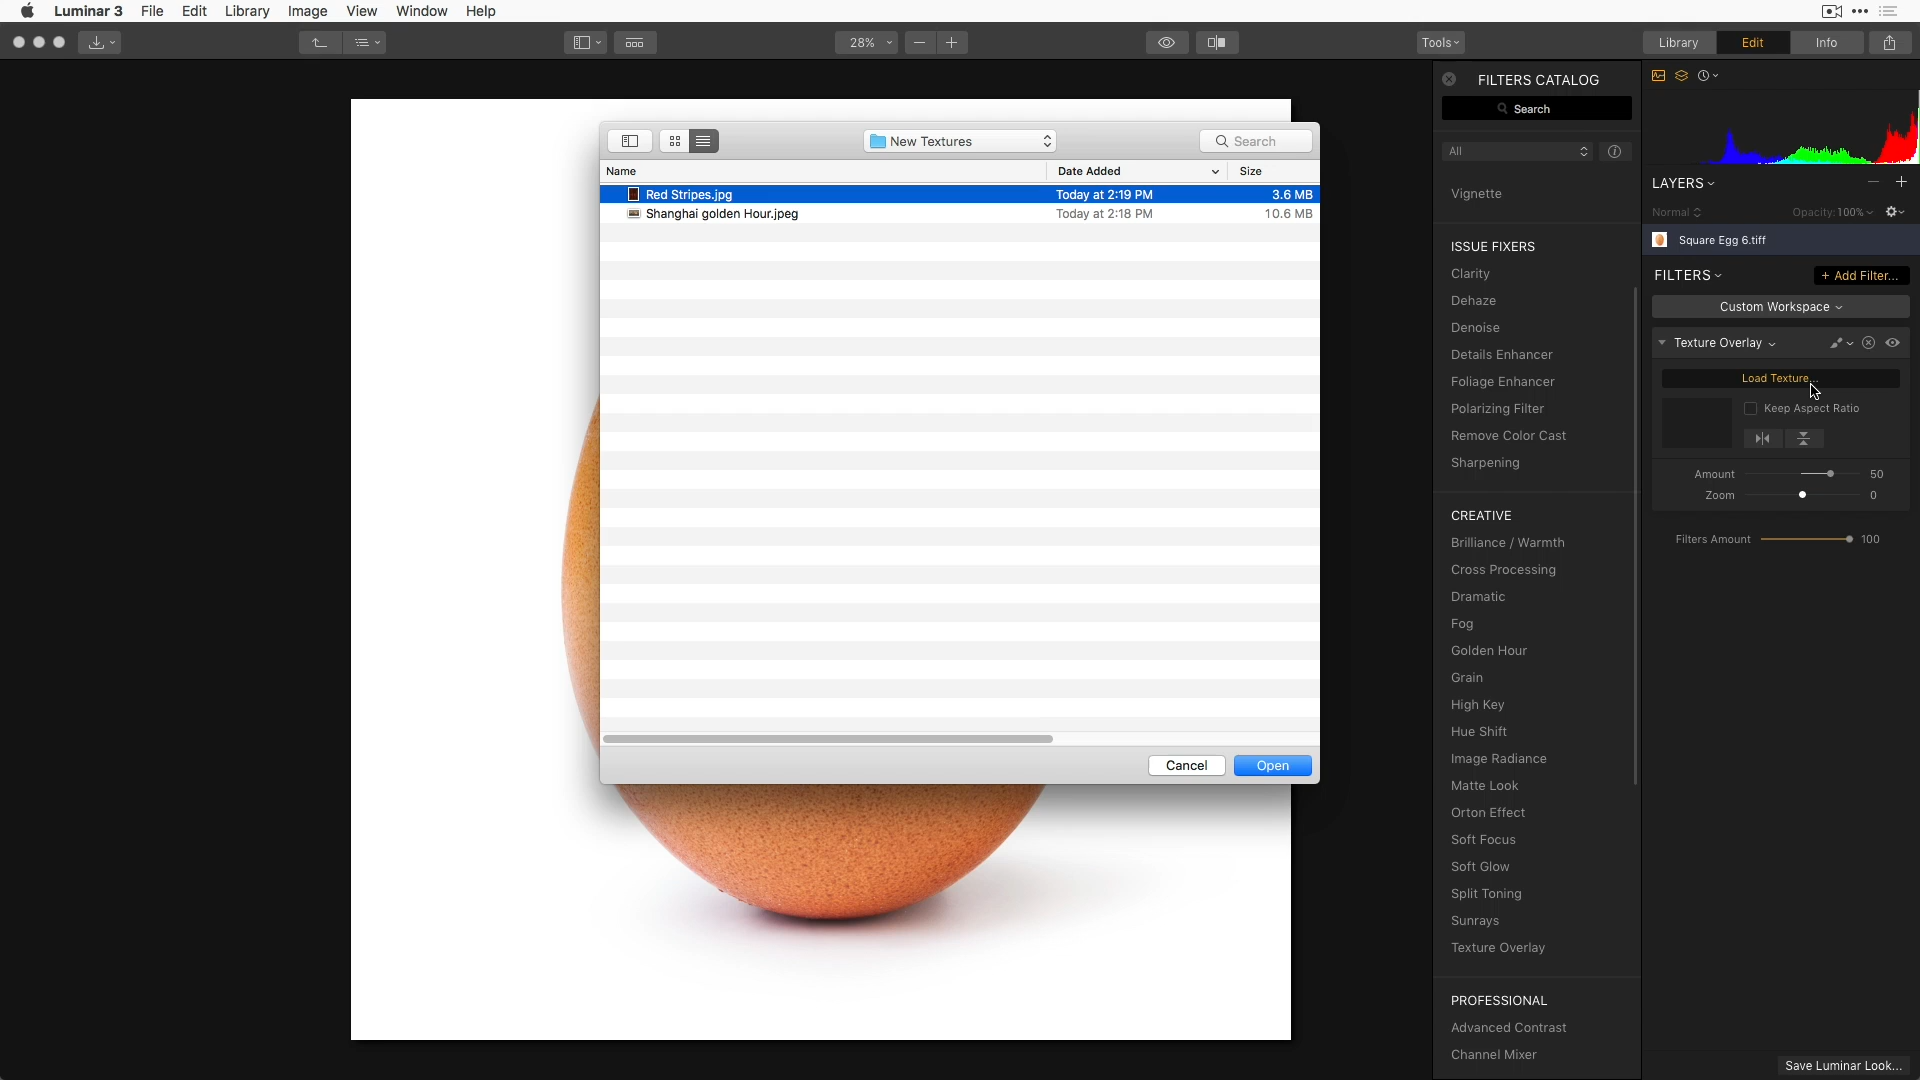 Luminar 3 File Edit Library Image View Window Help
28% Tools Library Edit Info
FILTERS CATALOG
Search
All
Vignette
ISSUE FIXERS
Clarity
Dehaze
Denoise
Details Enhancer
Foliage Enhancer
Polarizing Filter
Remove Color Cast
Sharpening
CREATIVE
Brilliance / Warmth
Cross Processing
Dramatic
Fog
Golden Hour
Grain
High Key
Hue Shift
Image Radiance
Matte Look
Orton Effect
Soft Focus
Soft Glow
Split Toning
Sunrays
Texture Overlay
PROFESSIONAL
Advanced Contrast
Channel Mixer
New Textures Search
Name Date Added Size
Red Stripes.jpg Today at 2:19 PM 3.6 MB
Shanghai golden Hour.jpeg Today at 2:18 PM 10.6 MB
Cancel Open
LAYERS
Normal Opacity: 100%
Square Egg 6.tiff
FILTERS + Add Filter...
Custom Workspace
Texture Overlay
Load Texture...
Keep Aspect Ratio
Amount 50
Zoom 0
Filters Amount 100
Save Luminar Look...